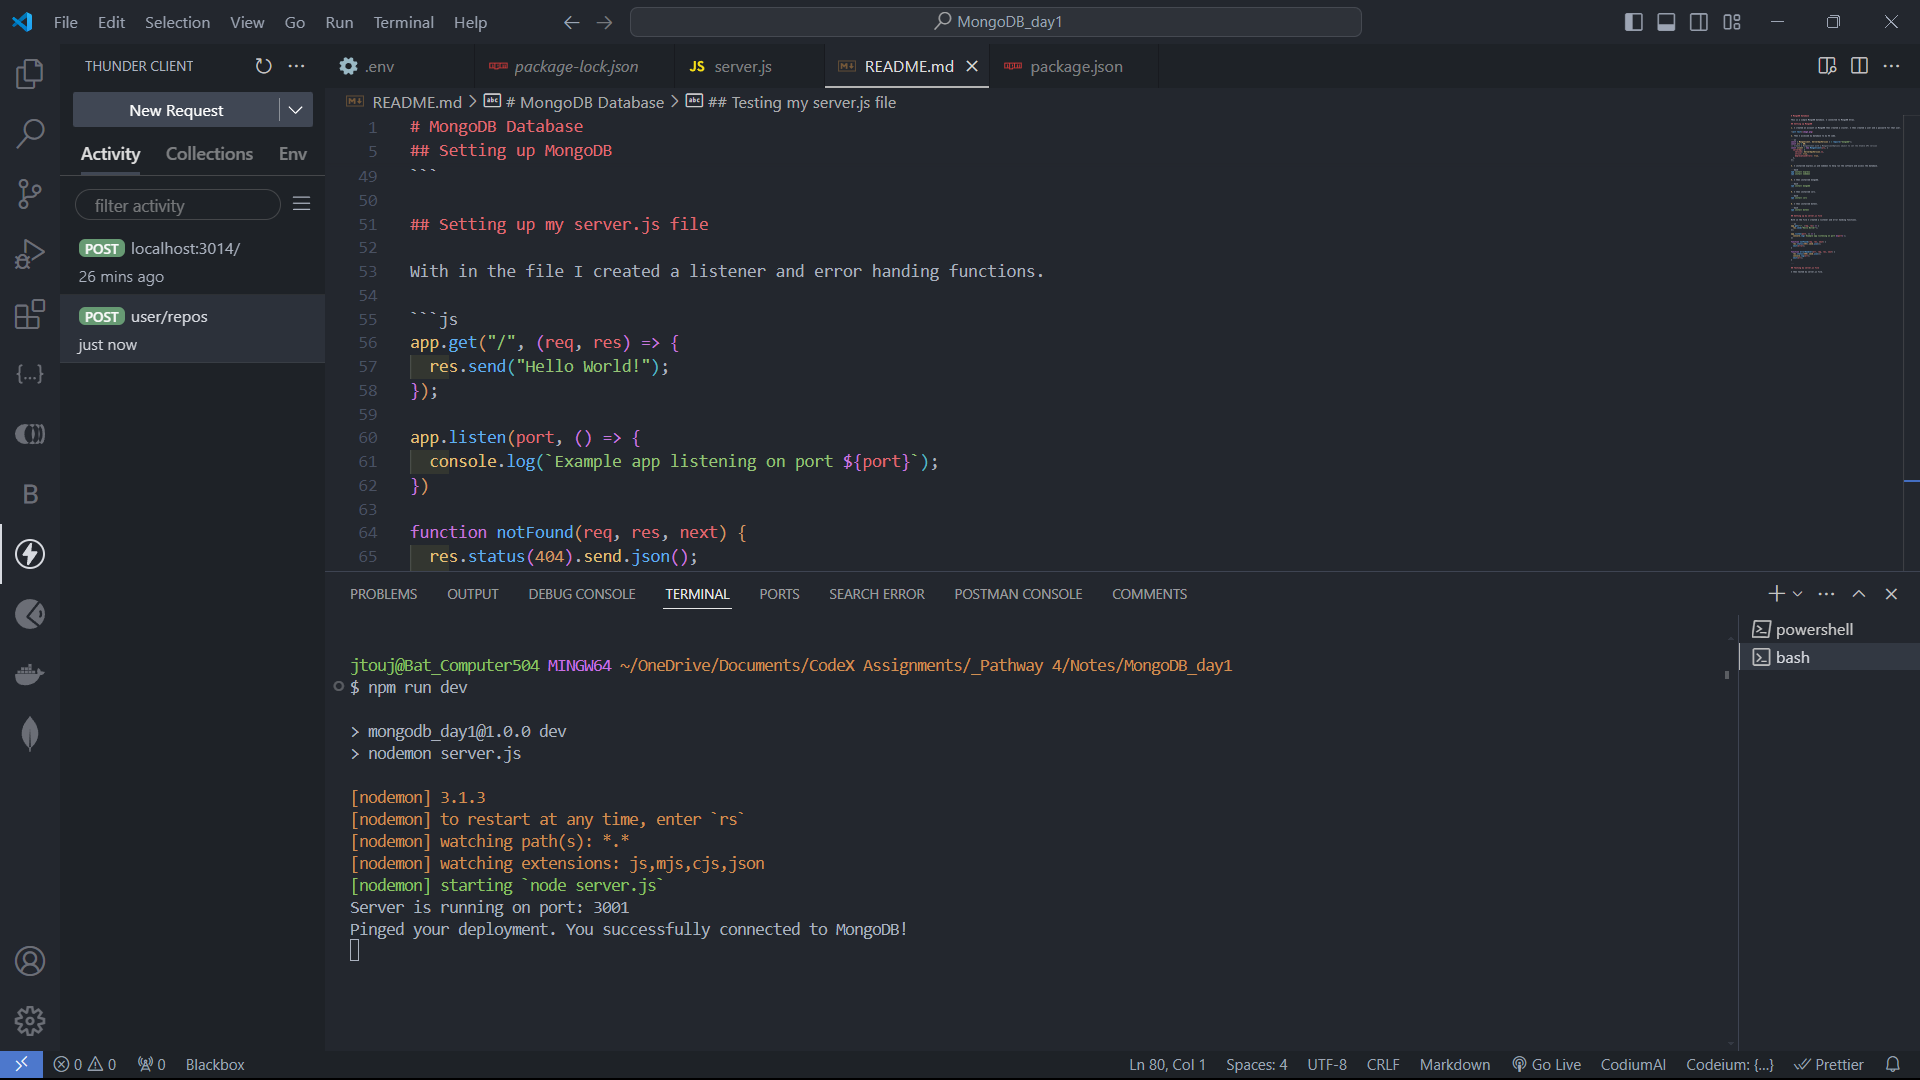 File Edit Selection View Go Run Terminal Help
MongoDB_day1
THUNDER CLIENT
New Request
Activity Collections Env
filter activity
POST localhost:3014/
26 mins ago
POST user/repos
just now
.env package-lock.json JS server.js README.md package.json
README.md > # MongoDB Database > ## Testing my server.js file
1 # MongoDB Database
5 ## Setting up MongoDB
49 ```
50
51 ## Setting up my server.js file
52
53 With in the file I created a listener and error handing functions.
54
55 ```js
56 app.get("/", (req, res) => {
57 res.send("Hello World!");
58 });
59
60 app.listen(port, () => {
61 console.log(`Example app listening on port ${port}`);
62 })
63
64 function notFound(req, res, next) {
65 res.status(404).send.json();
PROBLEMS OUTPUT DEBUG CONSOLE TERMINAL PORTS SEARCH ERROR POSTMAN CONSOLE COMMENTS
powershell
bash
jtouj@Bat_Computer504 MINGW64 ~/OneDrive/Documents/CodeX Assignments/_Pathway 4/Notes/MongoDB_day1
$ npm run dev
> mongodb_day1@1.0.0 dev
> nodemon server.js
[nodemon] 3.1.3
[nodemon] to restart at any time, enter `rs`
[nodemon] watching path(s): *.*
[nodemon] watching extensions: js,mjs,cjs,json
[nodemon] starting `node server.js`
Server is running on port: 3001
Pinged your deployment. You successfully connected to MongoDB!
0 0 0 Blackbox Ln 80, Col 1 Spaces: 4 UTF-8 CRLF Markdown Go Live CodiumAI Codeium: {...} Prettier